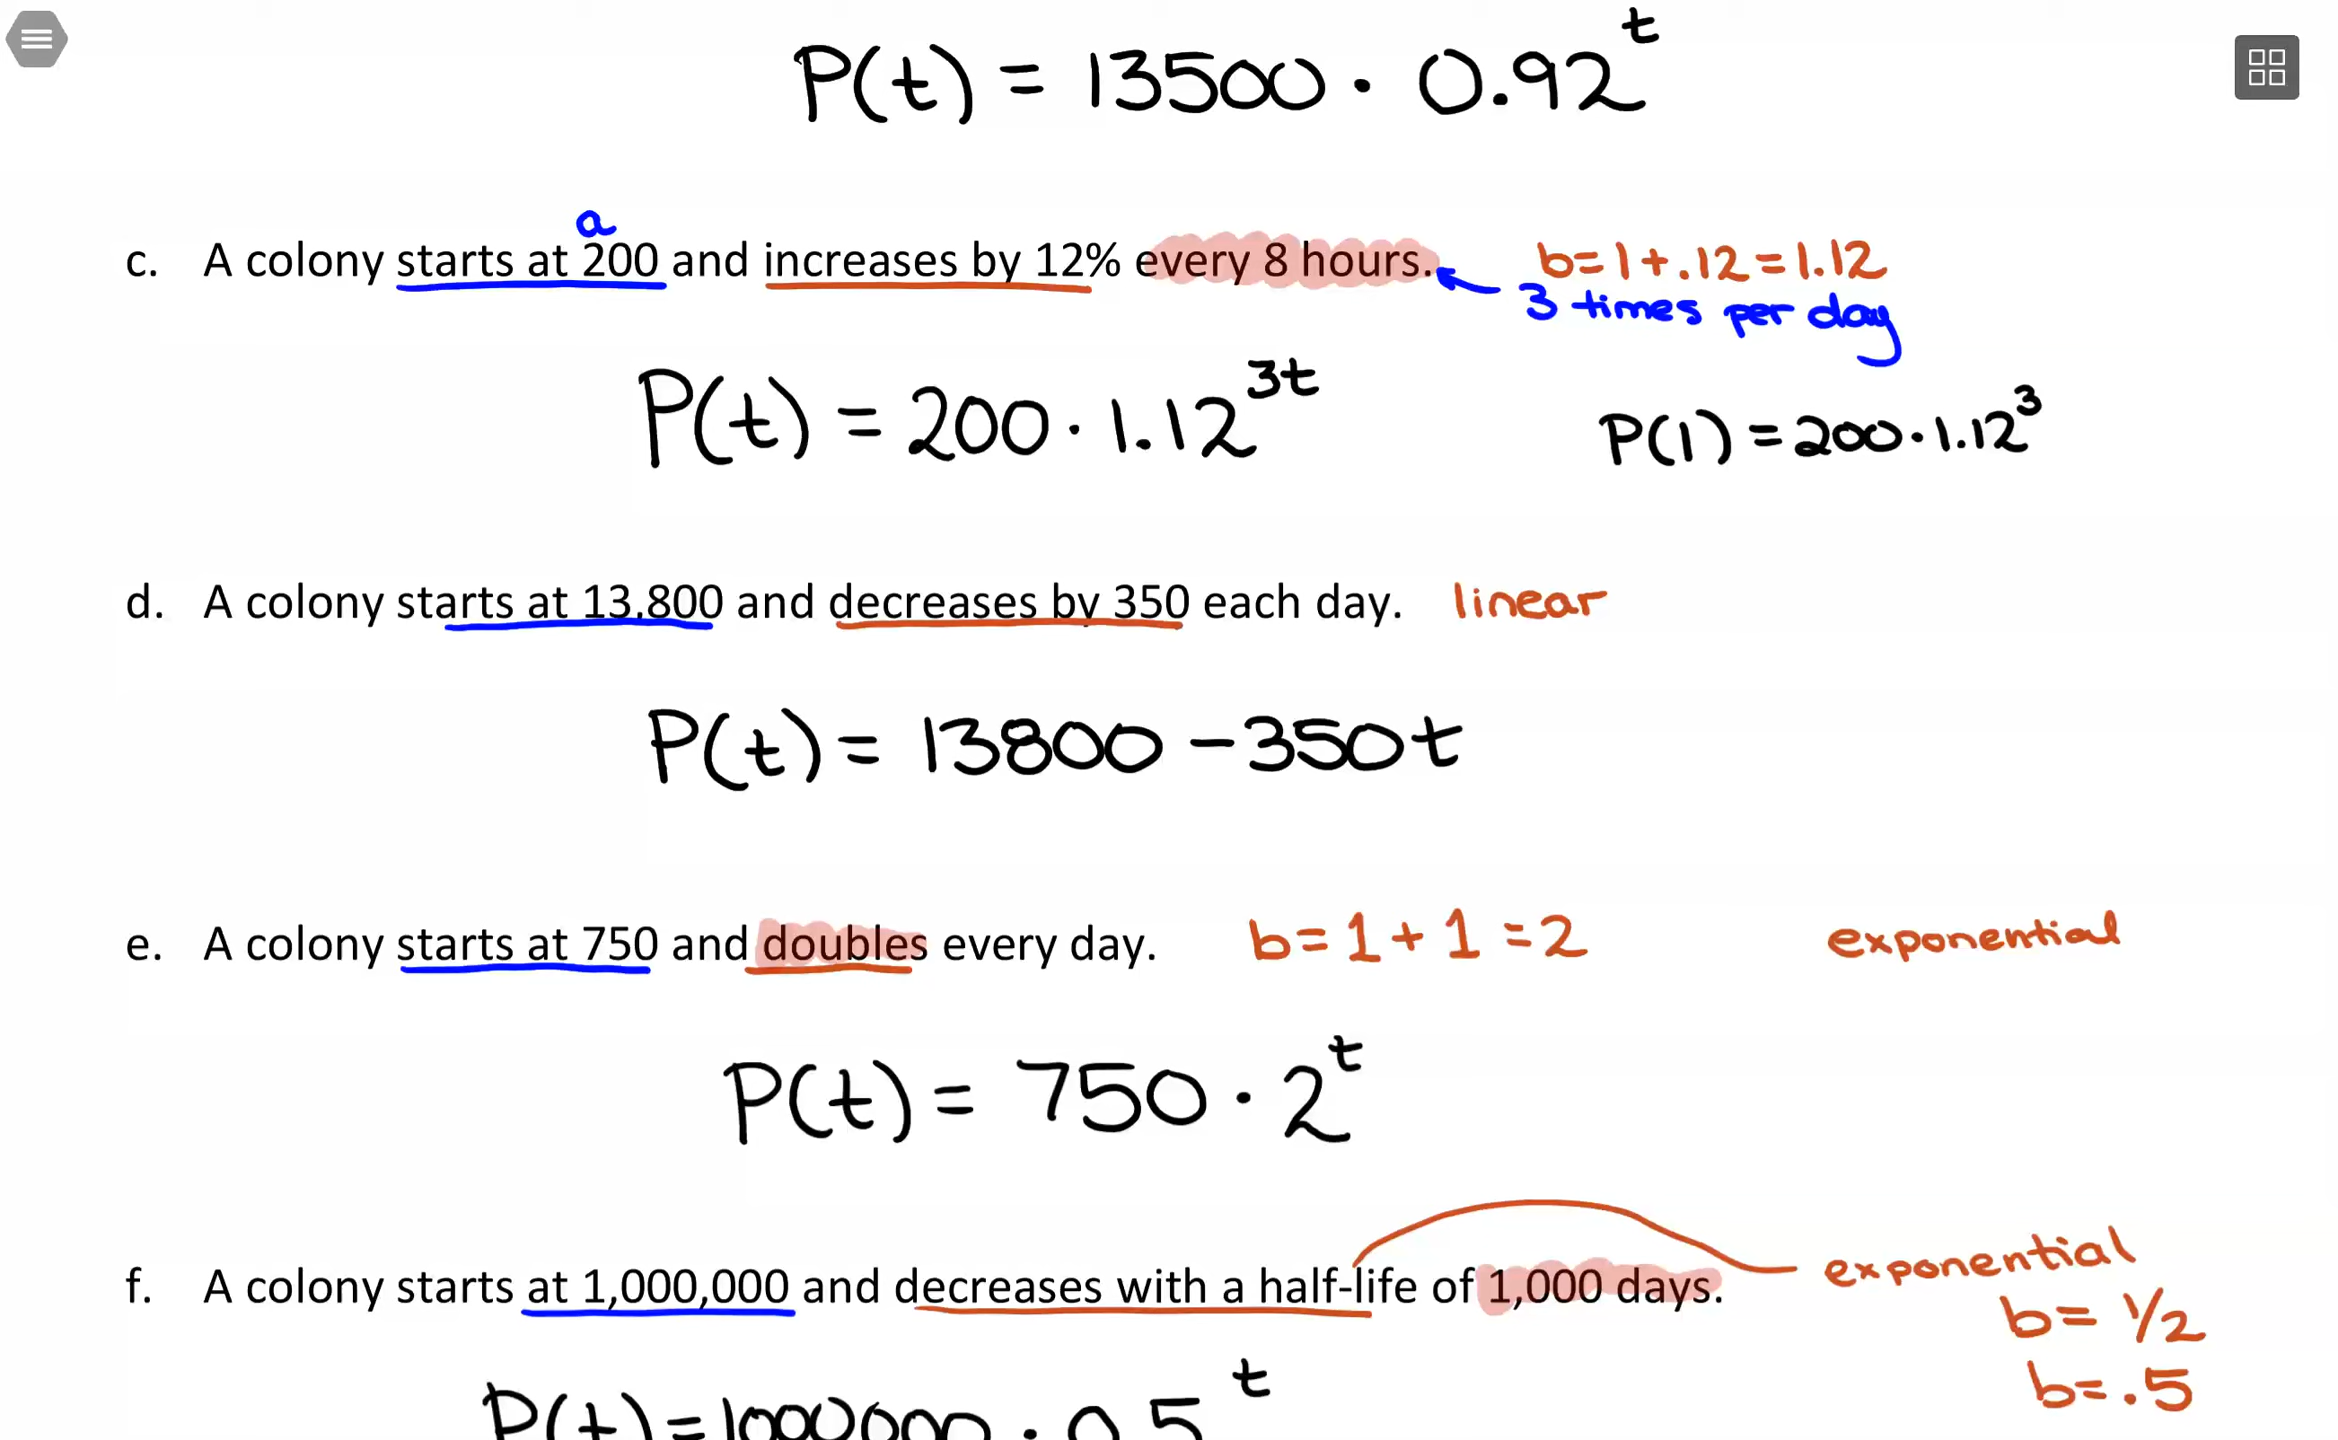 P(t) = 13500 · 0.92^t
a
c. A colony starts at 200 and increases by 12% every 8 hours. b=1+.12=1.12
3 times per day
P(t) = 200 · 1.12^3t
P(1) = 200 · 1.12^3
d. A colony starts at 13,800 and decreases by 350 each day. linear
P(t) = 13800 - 350t
e. A colony starts at 750 and doubles every day. b=1+1=2 exponential
P(t) = 750 · 2^t
f. A colony starts at 1,000,000 and decreases with a half-life of 1,000 days. exponential
b= 1/2
b=.5
P(t)=1000000 · 0.5^t